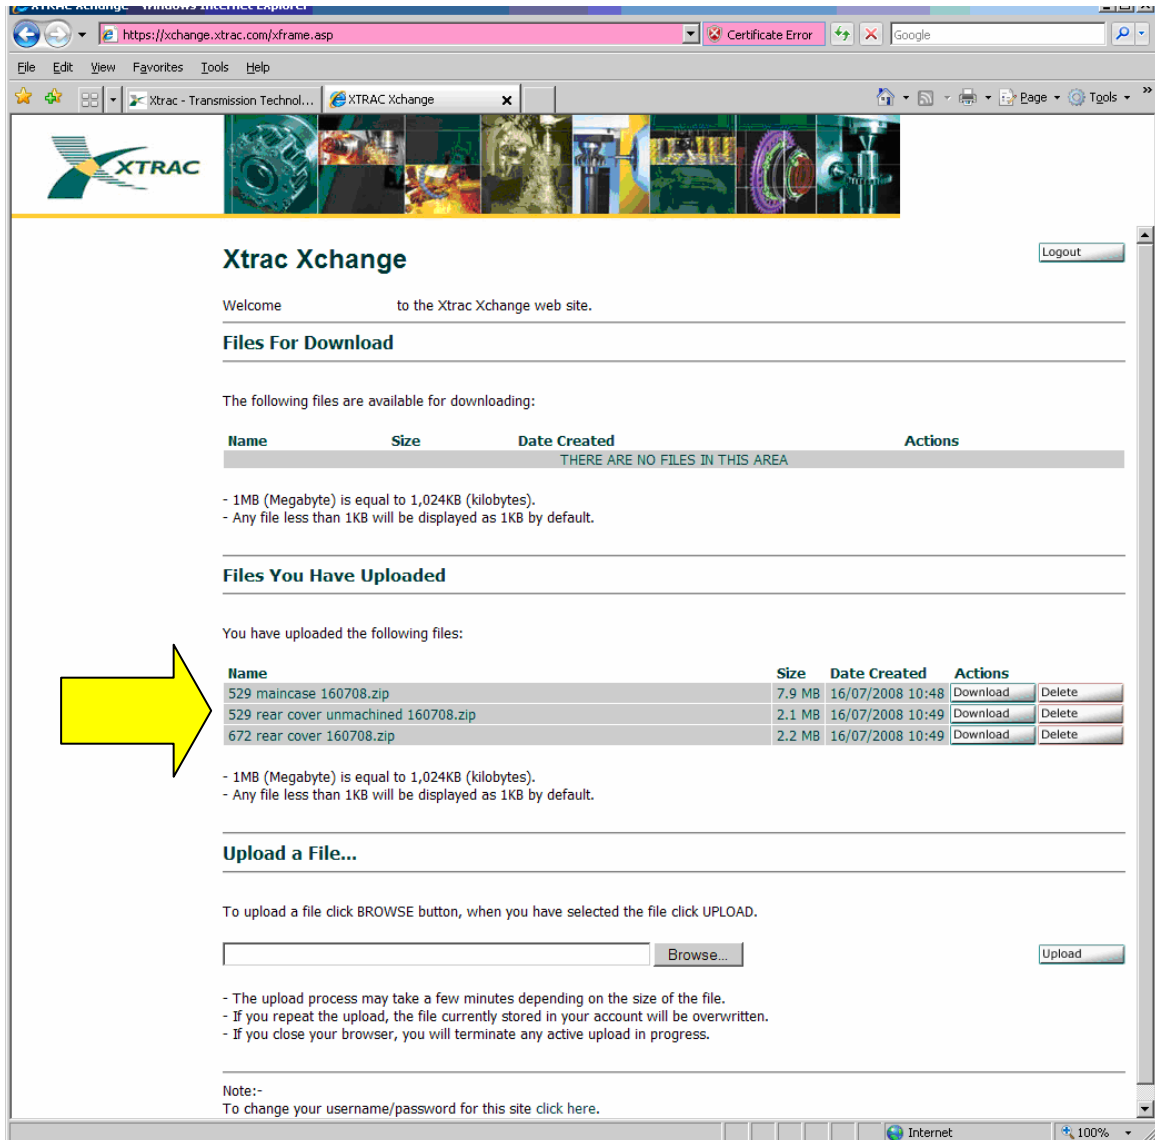 XTRAC Xchange - Windows Internet Explorer
https://xchange.xtrac.com/xframe.asp Certificate Error Google
File Edit View Favorites Tools Help
Xtrac - Transmission Technol... XTRAC Xchange Page Tools
XTRAC
Xtrac Xchange
Logout
Welcome to the Xtrac Xchange web site.
Files For Download
The following files are available for downloading:
Name Size Date Created Actions
THERE ARE NO FILES IN THIS AREA
- 1MB (Megabyte) is equal to 1,024KB (kilobytes).
- Any file less than 1KB will be displayed as 1KB by default.
Files You Have Uploaded
You have uploaded the following files:
Name Size Date Created Actions
529 maincase 160708.zip 7.9 MB 16/07/2008 10:48 Download Delete
529 rear cover unmachined 160708.zip 2.1 MB 16/07/2008 10:49 Download Delete
672 rear cover 160708.zip 2.2 MB 16/07/2008 10:49 Download Delete
- 1MB (Megabyte) is equal to 1,024KB (kilobytes).
- Any file less than 1KB will be displayed as 1KB by default.
Upload a File...
To upload a file click BROWSE button, when you have selected the file click UPLOAD.
Browse... Upload
- The upload process may take a few minutes depending on the size of the file.
- If you repeat the upload, the file currently stored in your account will be overwritten.
- If you close your browser, you will terminate any active upload in progress.
Note:-
To change your username/password for this site click here.
Internet 100%